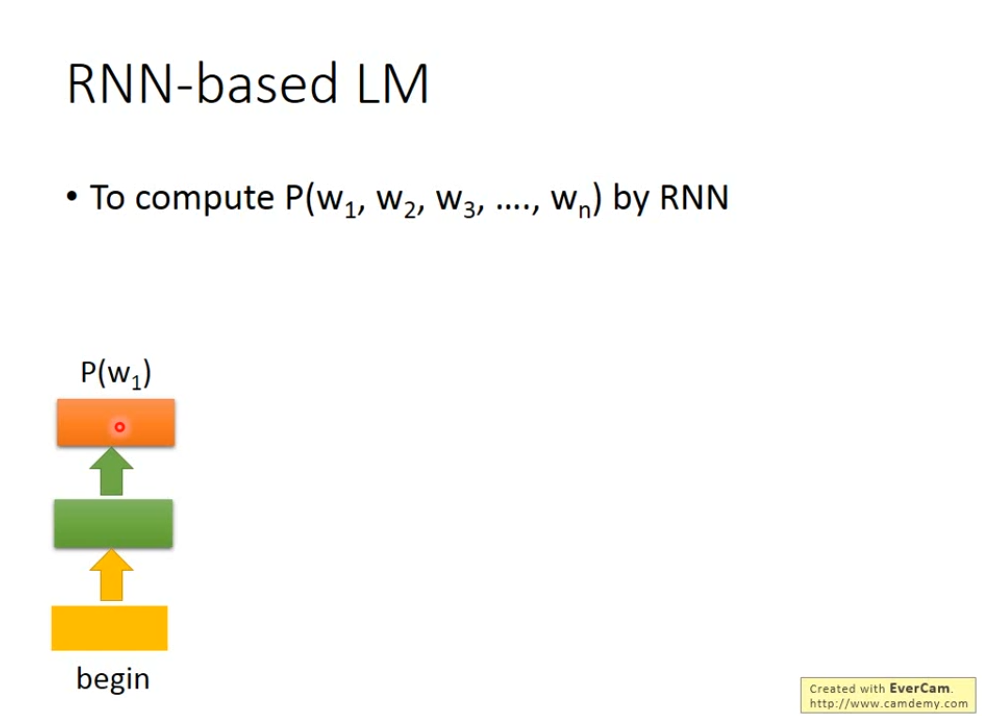 RNN-based LM
• To compute P(w₁, w₂, w₃, …., wₙ) by RNN
P(w₁)
begin
Created with EverCam.
http://www.camdemy.com